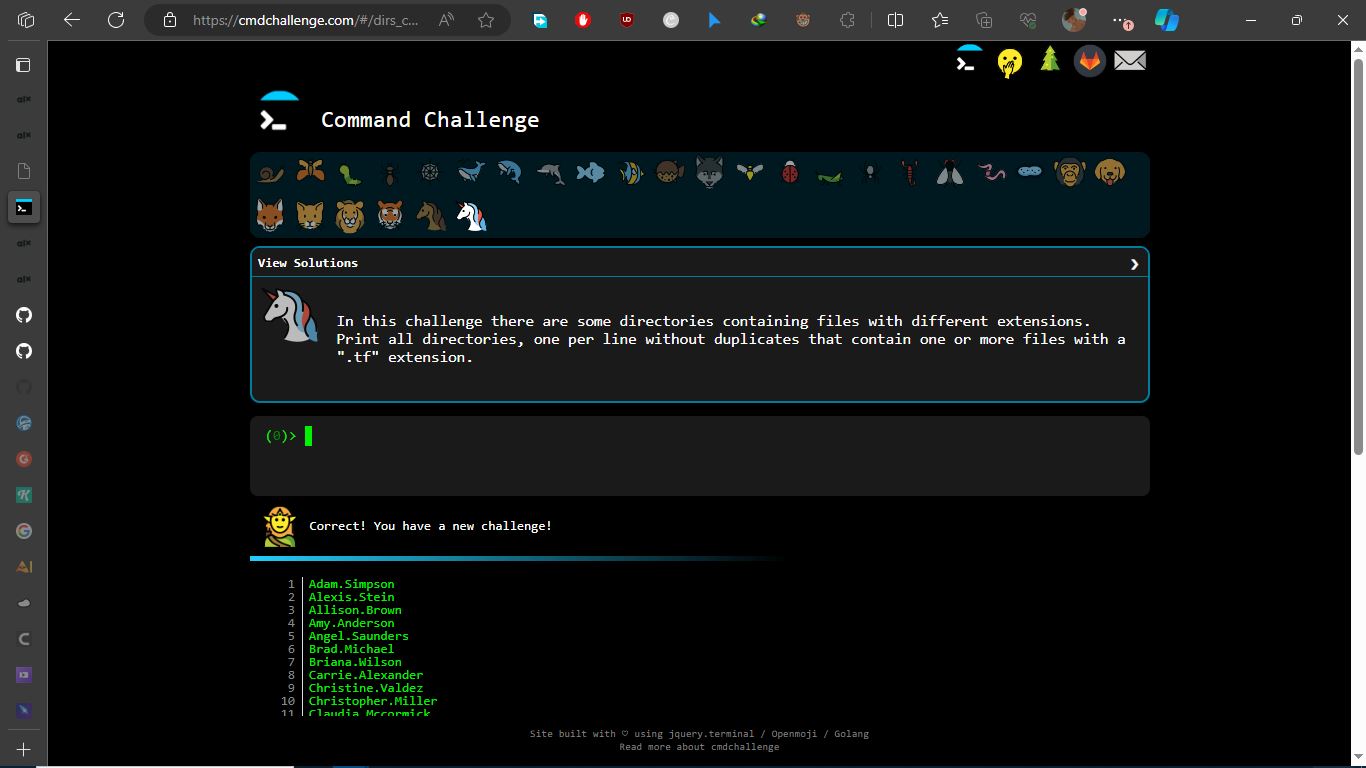 https://cmdchallenge.com/#/dirs_c...
Command Challenge
View Solutions
In this challenge there are some directories containing files with different extensions.
Print all directories, one per line without duplicates that contain one or more files with a
".tf" extension.
(0)>
Correct! You have a new challenge!
1 Adam.Simpson
2 Alexis.Stein
3 Allison.Brown
4 Amy.Anderson
5 Angel.Saunders
6 Brad.Michael
7 Briana.Wilson
8 Carrie.Alexander
9 Christine.Valdez
10 Christopher.Miller
11 Claudia.Mccormick
Site built with ♡ using jquery.terminal / Openmoji / Golang
Read more about cmdchallenge